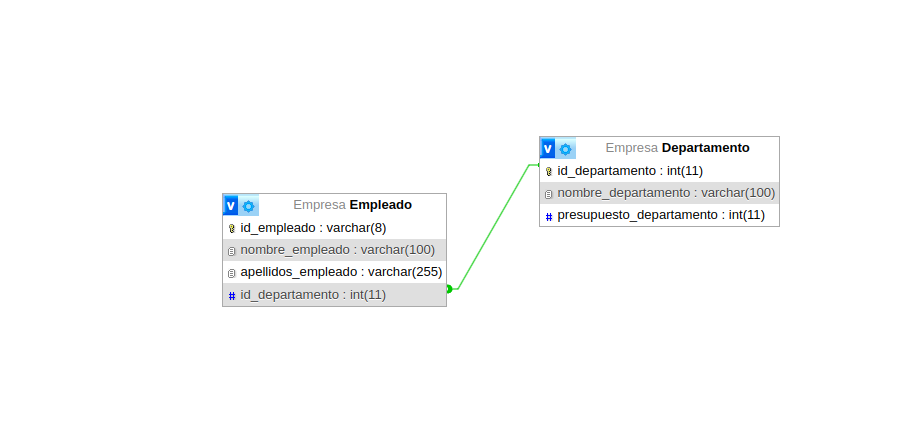 V Empresa Departamento
id_departamento : int(11)
nombre_departamento : varchar(100)
# presupuesto_departamento : int(11)
V Empresa Empleado
id_empleado : varchar(8)
nombre_empleado : varchar(100)
apellidos_empleado : varchar(255)
# id_departamento : int(11)